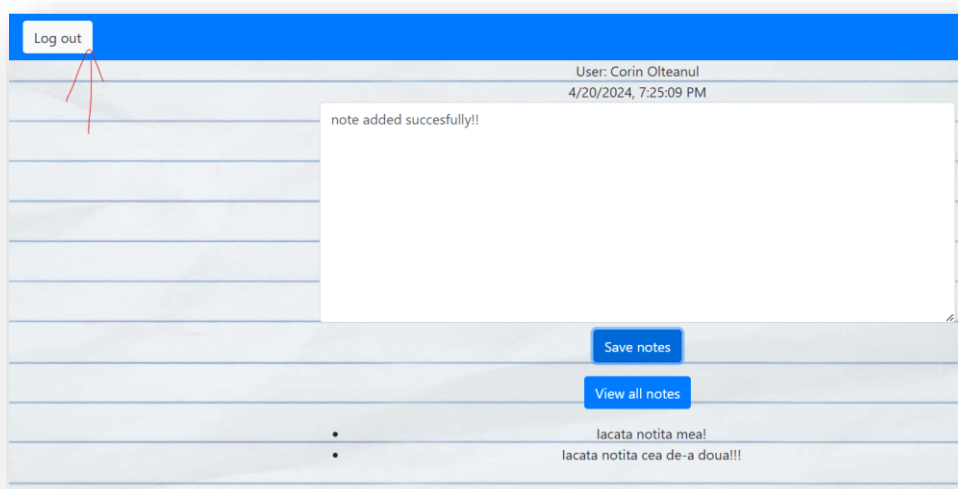 Log out
User: Corin Olteanul
4/20/2024, 7:25:09 PM
note added succesfully!!
Save notes
View all notes
Iacata notita mea!
Iacata notita cea de-a doua!!!